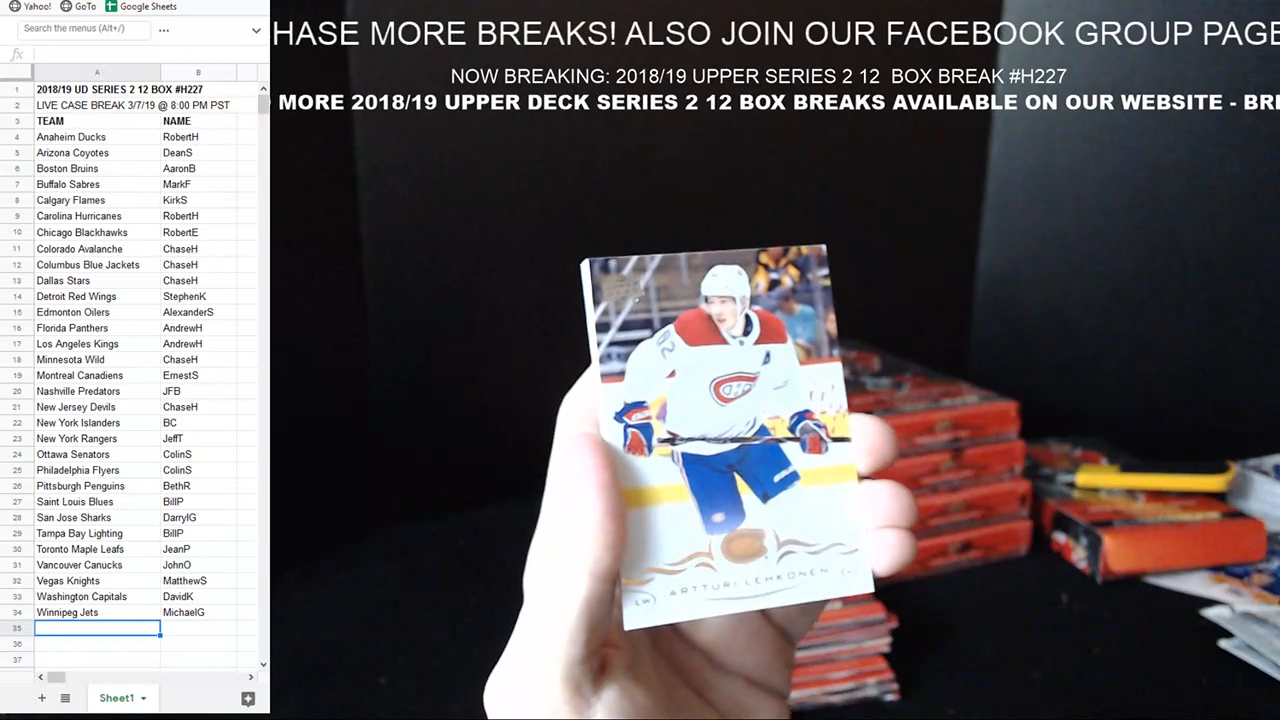 Yahoo!
GoTo
Google Sheets
Search the menus (Alt+/)
fx
A B
1 2018/19 UD SERIES 2 12 BOX #H227
2 LIVE CASE BREAK 3/7/19 @ 8:00 PM PST
3 TEAM NAME
4 Anaheim Ducks RobertH
5 Arizona Coyotes DeanS
6 Boston Bruins AaronB
7 Buffalo Sabres MarkF
8 Calgary Flames KirkS
9 Carolina Hurricanes RobertH
10 Chicago Blackhawks RobertE
11 Colorado Avalanche ChaseH
12 Columbus Blue Jackets ChaseH
13 Dallas Stars ChaseH
14 Detroit Red Wings StephenK
15 Edmonton Oilers AlexanderS
16 Florida Panthers AndrewH
17 Los Angeles Kings AndrewH
18 Minnesota Wild ChaseH
19 Montreal Canadiens ErnestS
20 Nashville Predators JFB
21 New Jersey Devils ChaseH
22 New York Islanders BC
23 New York Rangers JeffT
24 Ottawa Senators ColinS
25 Philadelphia Flyers ColinS
26 Pittsburgh Penguins BethR
27 Saint Louis Blues BillP
28 San Jose Sharks DarrylG
29 Tampa Bay Lighting BillP
30 Toronto Maple Leafs JeanP
31 Vancouver Canucks JohnO
32 Vegas Knights MatthewS
33 Washington Capitals DavidK
34 Winnipeg Jets MichaelG
35
36
37
Sheet1
HASE MORE BREAKS! ALSO JOIN OUR FACEBOOK GROUP PAGE
NOW BREAKING: 2018/19 UPPER SERIES 2 12 BOX BREAK #H227
MORE 2018/19 UPPER DECK SERIES 2 12 BOX BREAKS AVAILABLE ON OUR WEBSITE - BRE
62
A
LW ARTTURI LEHKONEN